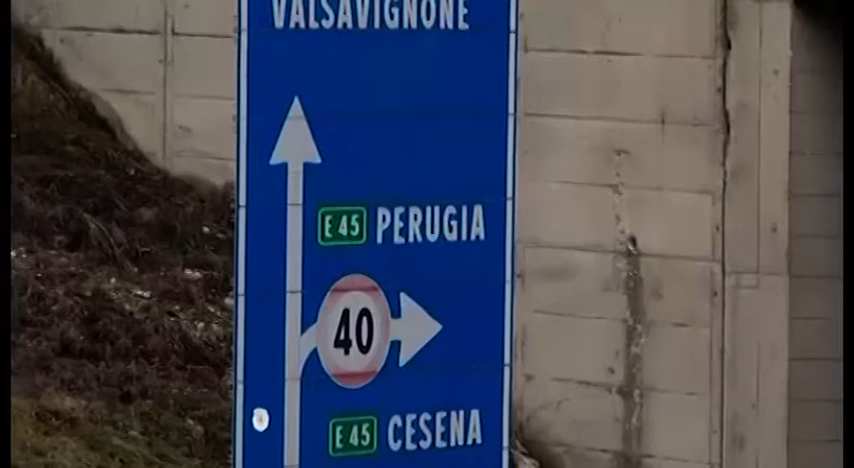 VALSAVIGNONE
E 45 PERUGIA
40
E 45 CESENA